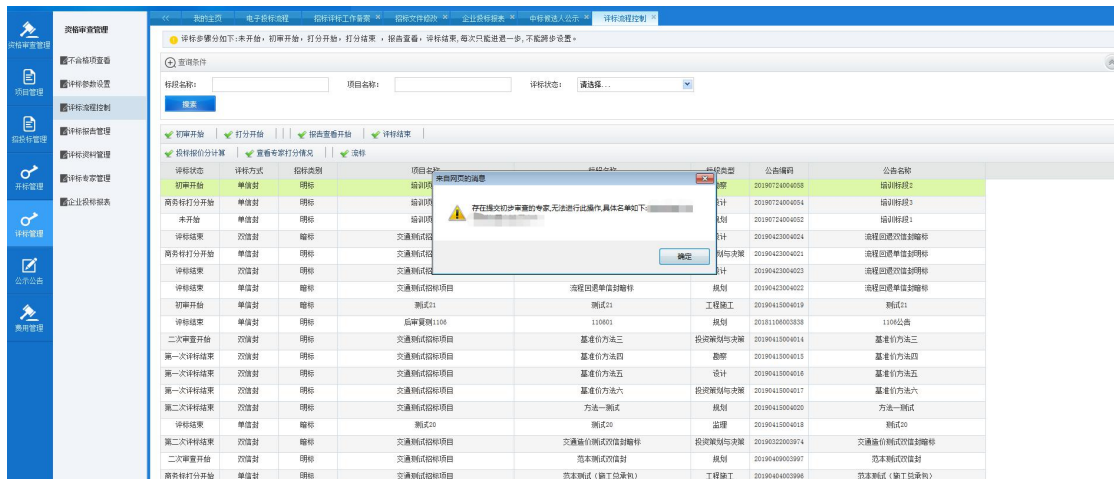 << 我的主页 电子投标流程 招标评标工作备案 × 招标文件修改 × 企业投标报表 × 中标候选人公示 × 评标流程控制 ×
资格审查管理
项目管理
招投标管理
开标管理
评标管理
公示公告
费用管理
资格审查管理
不合格项查看
评标参数设置
评标流程控制
评标报告管理
评标资料管理
评标专家管理
企业投标报表
评标步骤分如下:未开始, 初审开始, 打分开始, 打分结束 , 报告查看, 评标结束,每次只能进退一步,不能跨步设置。
查询条件
标段名称: 项目名称: 评标状态: 请选择...
搜索
初审开始 打分开始 报告查看开始 评标结束
投标报价分计算 查看专家打分情况 流标
评标状态 评标方式 招标类别 公告编码 公告名称
初审开始 单信封 明标 20190724004058 培训标段2
商务标打分开始 单信封 明标 20190724004054 培训标段3
未开始 单信封 明标 20190724004052 培训标段1
评标结束 双信封 暗标 20190423004024 流程回退双信封暗标
商务标打分开始 单信封 明标 20190423004021 流程回退单信封明标
评标结束 双信封 明标 20190423004023 流程回退双信封明标
来自网页的消息
存在提交初步审查的专家,无法进行此操作,具体名单如下:
确定
评标结束 单信封 暗标 交通测试招标项目 流程回退单信封暗标 规划 20190423004022 流程回退单信封暗标
初审开始 单信封 明标 测试21 测试21 工程施工 20190415004019 测试21
评标结束 单信封 明标 后审复测1106 110601 规划 20181106003838 1106公告
二次审查开始 双信封 明标 交通测试招标项目 基准价方法三 投资策划与决策 20190415004014 基准价方法三
第一次评标结束 双信封 明标 交通测试招标项目 基准价方法四 勘察 20190415004015 基准价方法四
第一次评标结束 双信封 明标 交通测试招标项目 基准价方法五 设计 20190415004016 基准价方法五
第一次评标结束 双信封 明标 交通测试招标项目 基准价方法六 投资策划与决策 20190415004017 基准价方法六
第二次评标结束 双信封 明标 交通测试招标项目 方法一测试 规划 20190415004020 方法一测试
评标结束 单信封 暗标 测试20 测试20 监理 20190415004018 测试20
第二次评标结束 双信封 暗标 交通测试招标项目 交通造价测试双信封暗标 投资策划与决策 20190322003974 交通造价测试双信封暗标
二次审查开始 双信封 明标 交通测试招标项目 范本测试双信封 规划 20190409003997 范本测试双信封
商务标打分开始 单信封 明标 交通测试招标项目 范本测试(施工总承包) 工程施工 20190404003996 范本测试(施工总承包)